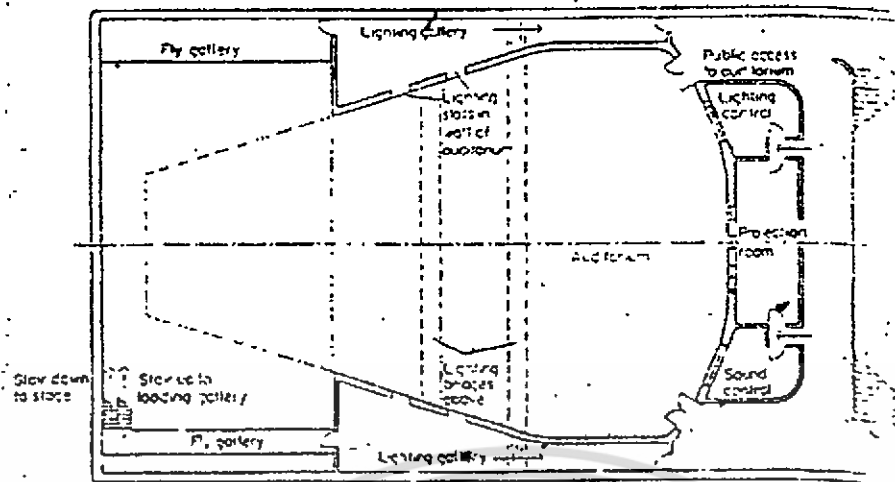 Lighting gallery
Fly gallery
Public access
to auditorium
Lighting
control
Lighting
slots in
wall of
auditorium
Projection
room
Auditorium
Stair down
to stage
Stair up to
loading gallery
Lighting
bridges
above
Sound
control
Fly gallery
Lighting gallery